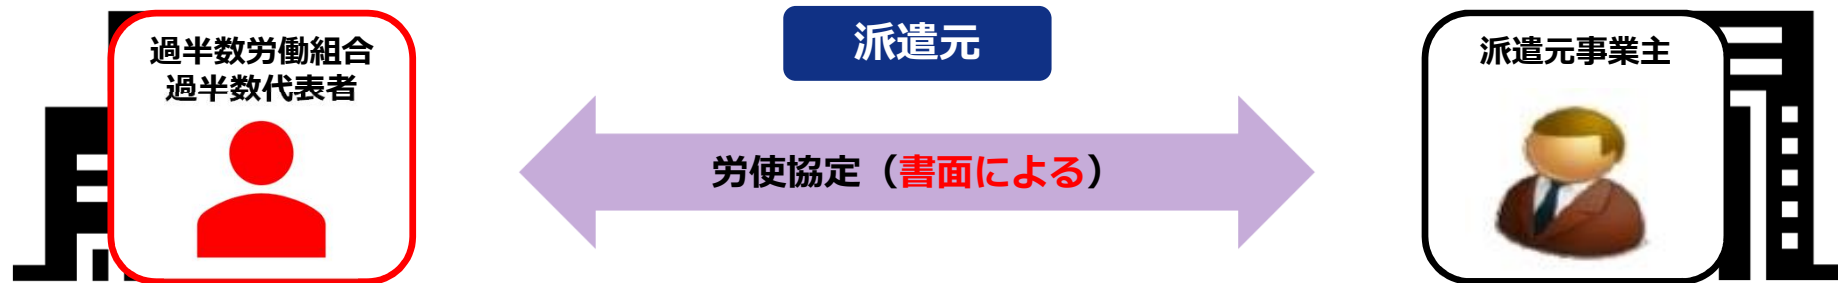 過半数労働組合
過半数代表者
派遣元
派遣元事業主
労使協定（書面による）